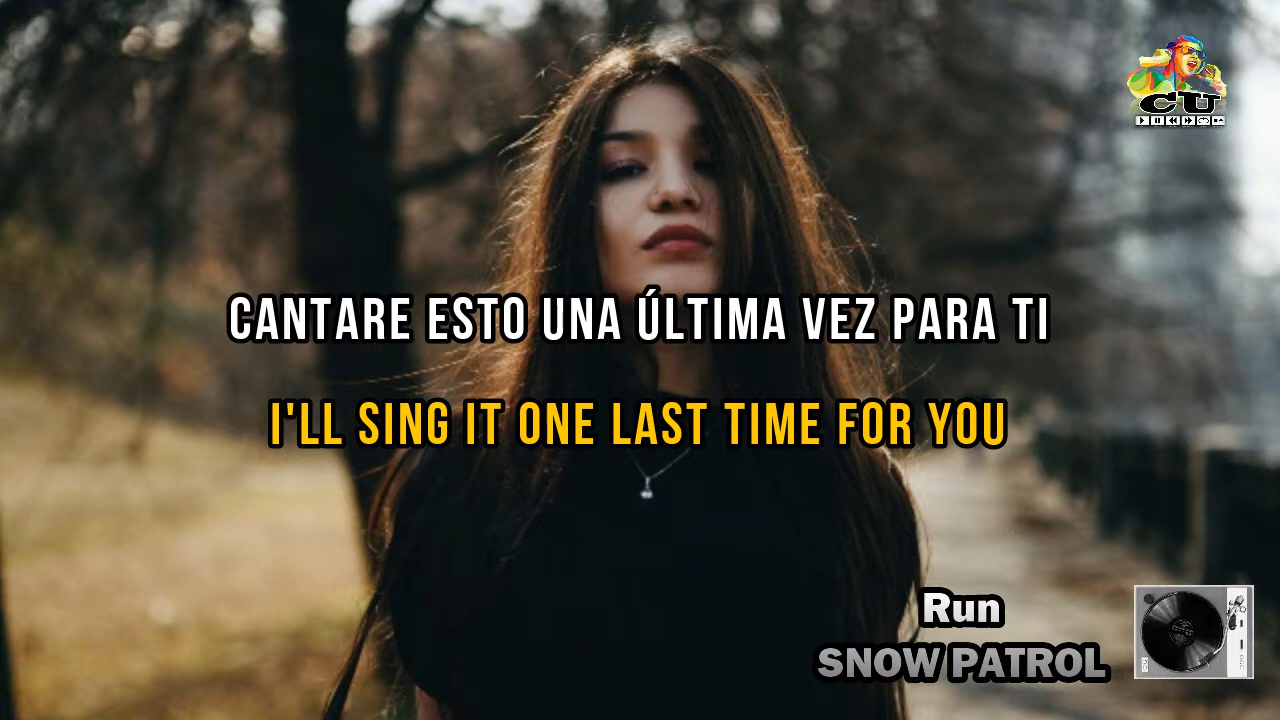 CU
CANTARE ESTO UNA ÚLTIMA VEZ PARA TI
I'LL SING IT ONE LAST TIME FOR YOU
Run
SNOW PATROL